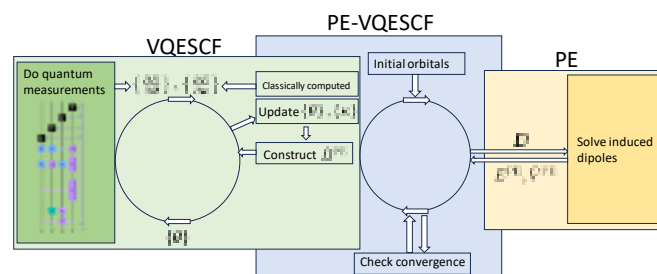 PE-VQESCF
VQESCF
PE
Do quantum
measurements
Classically computed
Initial orbitals
Update
Construct
Solve induced
dipoles
Check convergence